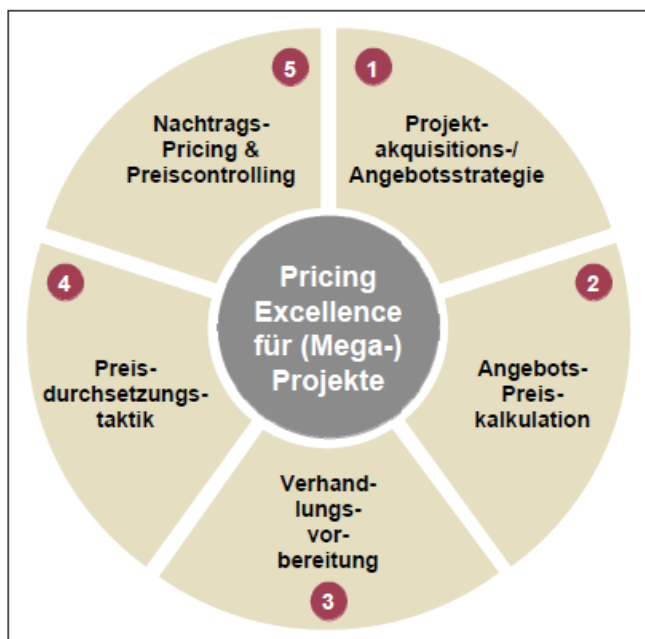 Pricing
Excellence
für (Mega-)
Projekte
1
Projekt-
akquisitions-/
Angebotsstrategie
2
Angebots-
Preis-
kalkulation
Verhand-
lungs-
vor-
bereitung
3
4
Preis-
durchsetzungs-
taktik
5
Nachtrags-
Pricing &
Preiscontrolling